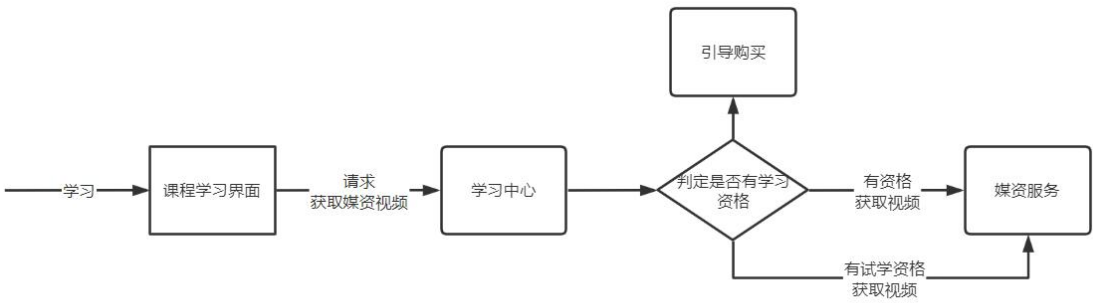 引导购买
学习
课程学习界面
请求
获取媒资视频
学习中心
判定是否有学习
资格
有资格
获取视频
媒资服务
有试学资格
获取视频